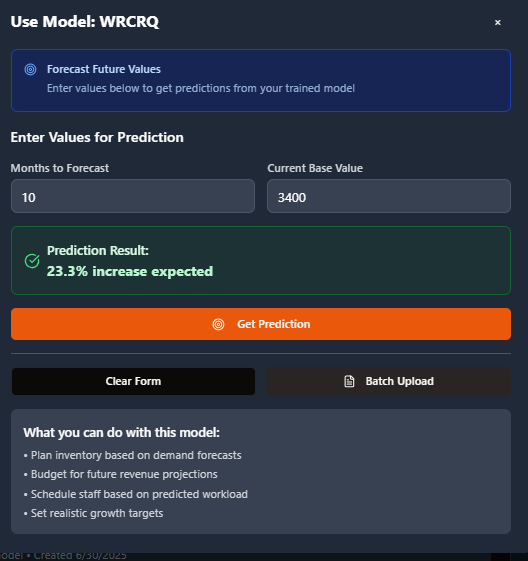 Use Model: WRCRQ
×
Forecast Future Values
Enter values below to get predictions from your trained model
Enter Values for Prediction
Months to Forecast
Current Base Value
10
3400
Prediction Result:
23.3% increase expected
Get Prediction
Clear Form
Batch Upload
What you can do with this model:
• Plan inventory based on demand forecasts
• Budget for future revenue projections
• Schedule staff based on predicted workload
• Set realistic growth targets
odel • Created 6/30/2025